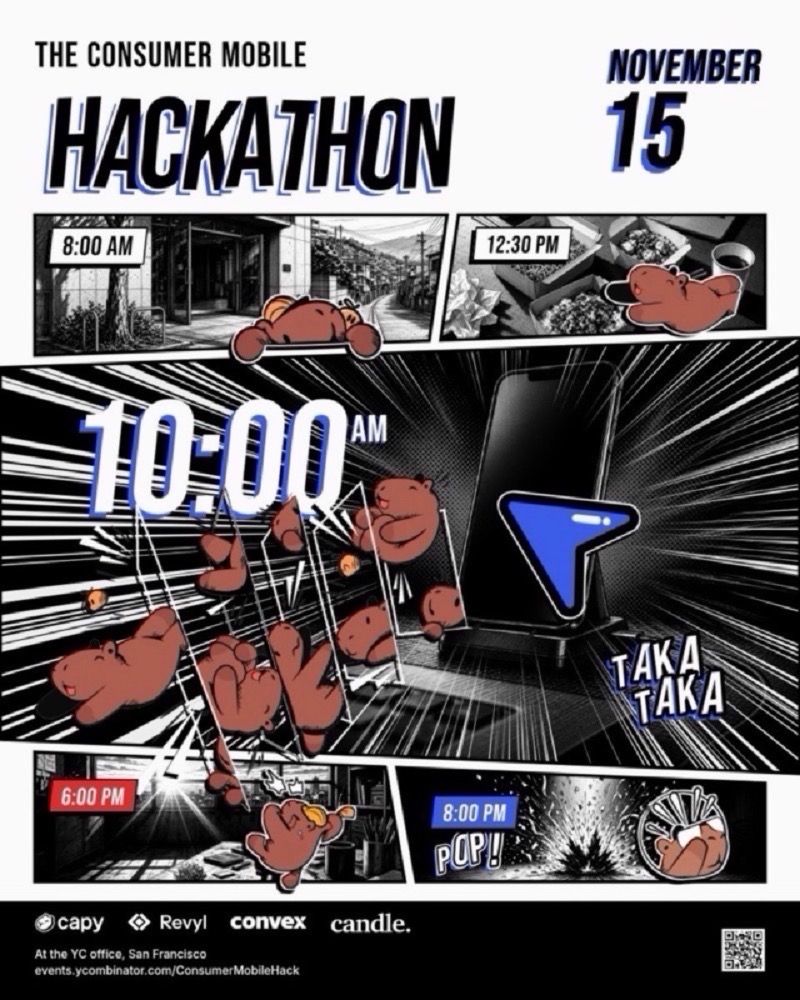 THE CONSUMER MOBILE
HACKATHON
NOVEMBER
15
8:00 AM
12:30 PM
10:00 AM
TAKA
TAKA
6:00 PM
8:00 PM
POP!
capy Revyl convex candle.
At the YC office, San Francisco
events.ycombinator.com/ConsumerMobileHack